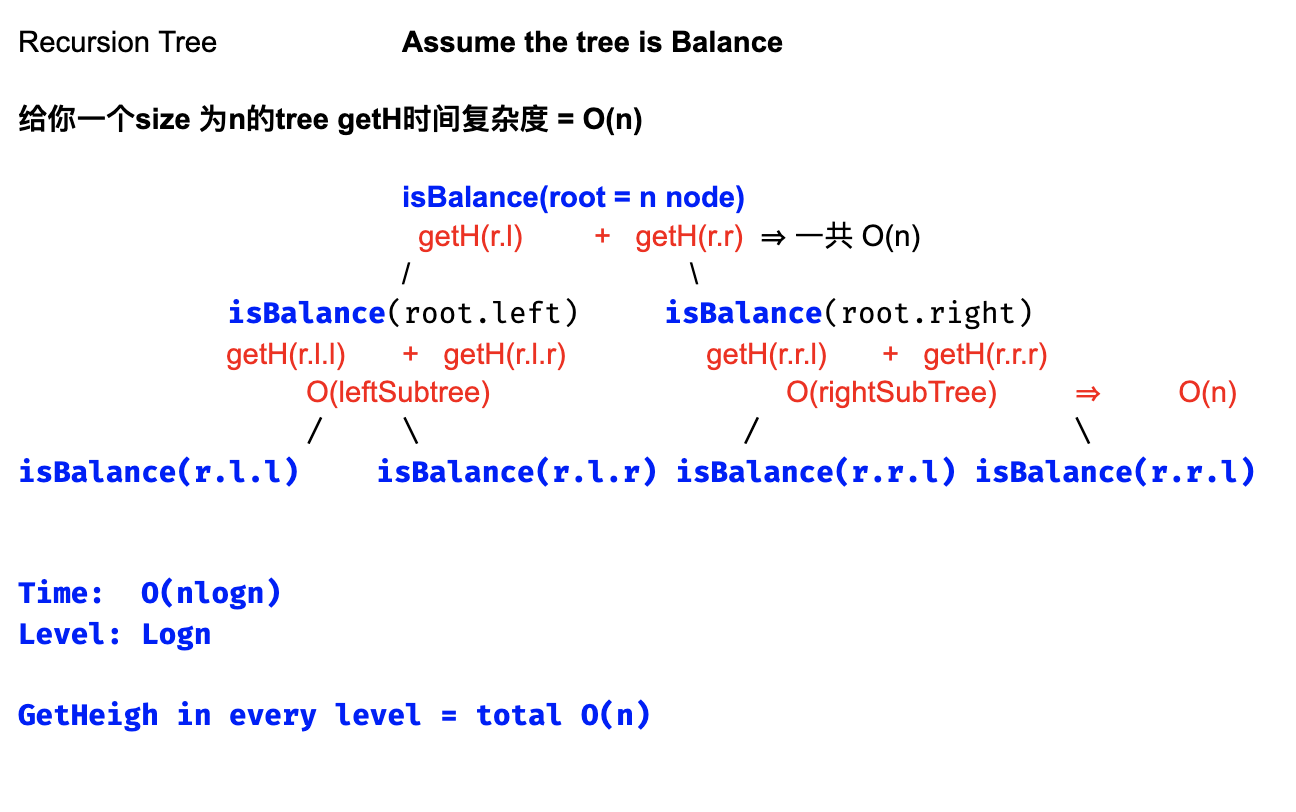 Recursion Tree Assume the tree is Balance
给你一个size 为n的tree getH时间复杂度 = O(n)
isBalance(root = n node)
getH(r.l) + getH(r.r) ⇒ 一共 O(n)
/ \
isBalance(root.left) isBalance(root.right)
getH(r.l.l) + getH(r.l.r) getH(r.r.l) + getH(r.r.r)
O(leftSubtree) O(rightSubTree) ⇒ O(n)
/ \ / \
isBalance(r.l.l) isBalance(r.l.r) isBalance(r.r.l) isBalance(r.r.l)
Time: O(nlogn)
Level: Logn
GetHeigh in every level = total O(n)